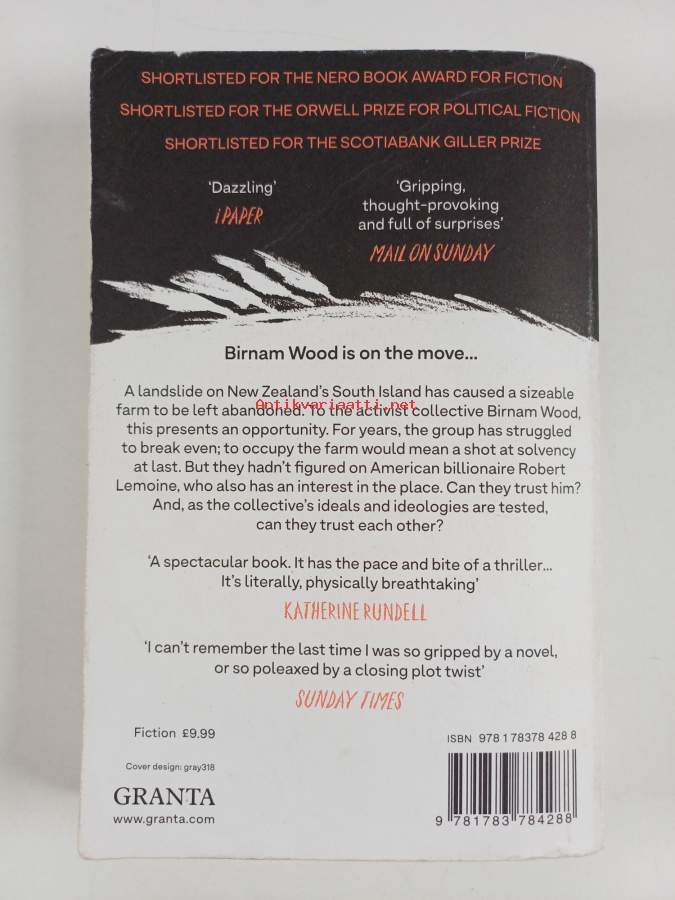 SHORTLISTED FOR THE NERO BOOK AWARD FOR FICTION
SHORTLISTED FOR THE ORWELL PRIZE FOR POLITICAL FICTION
SHORTLISTED FOR THE SCOTIABANK GILLER PRIZE
‘Dazzling’
i PAPER
‘Gripping,
thought-provoking
and full of surprises’
MAIL ON SUNDAY
Birnam Wood is on the move...
A landslide on New Zealand’s South Island has caused a sizeable
farm to be left abandoned. To the activist collective Birnam Wood,
Antikvariaatti.net
this presents an opportunity. For years, the group has struggled
to break even; to occupy the farm would mean a shot at solvency
at last. But they hadn’t figured on American billionaire Robert
Lemoine, who also has an interest in the place. Can they trust him?
And, as the collective’s ideals and ideologies are tested,
can they trust each other?
‘A spectacular book. It has the pace and bite of a thriller...
It’s literally, physically breathtaking’
KATHERINE RUNDELL
‘I can’t remember the last time I was so gripped by a novel,
or so poleaxed by a closing plot twist’
SUNDAY TIMES
Fiction £9.99
Cover design: gray318
GRANTA
www.granta.com
ISBN 978 1 78378 428 8
9 781783 784288